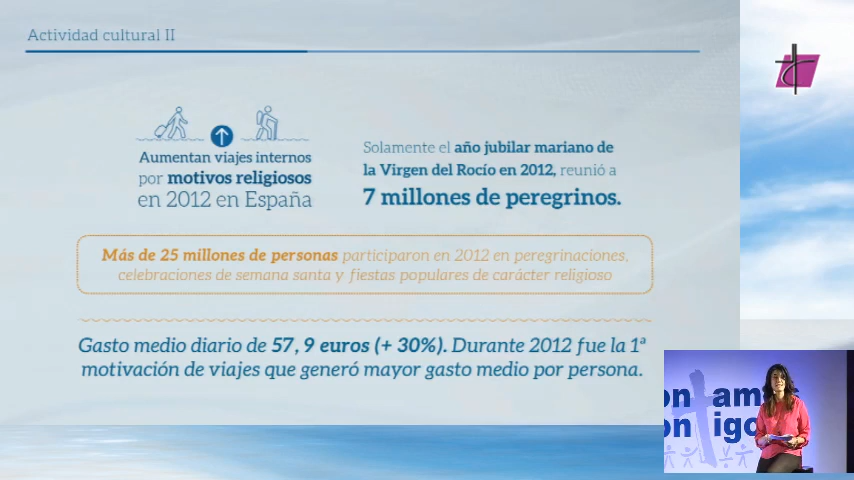 Actividad cultural II
Aumentan viajes internos
por motivos religiosos
en 2012 en España
Solamente el año jubilar mariano de
la Virgen del Rocío en 2012, reunió a
7 millones de peregrinos.
Más de 25 millones de personas participaron en 2012 en peregrinaciones,
celebraciones de semana santa y fiestas populares de carácter religioso
Gasto medio diario de 57, 9 euros (+ 30%). Durante 2012 fue la 1ª
motivación de viajes que generó mayor gasto medio por persona.